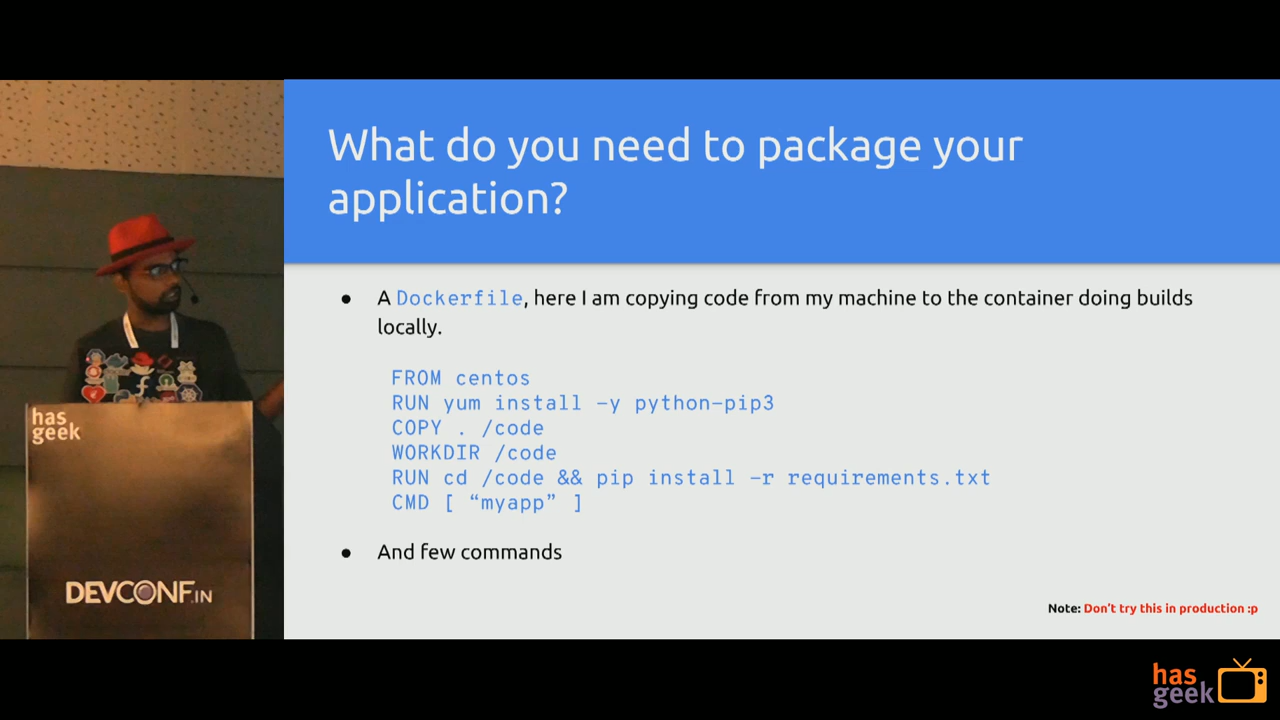 What do you need to package your
application?
● A Dockerfile, here I am copying code from my machine to the container doing builds
locally.
FROM centos
RUN yum install -y python-pip3
COPY . /code
WORKDIR /code
RUN cd /code && pip install -r requirements.txt
CMD [ “myapp” ]
● And few commands
Note: Don't try this in production :p
has
geek
DEVCONF.IN
has
geek